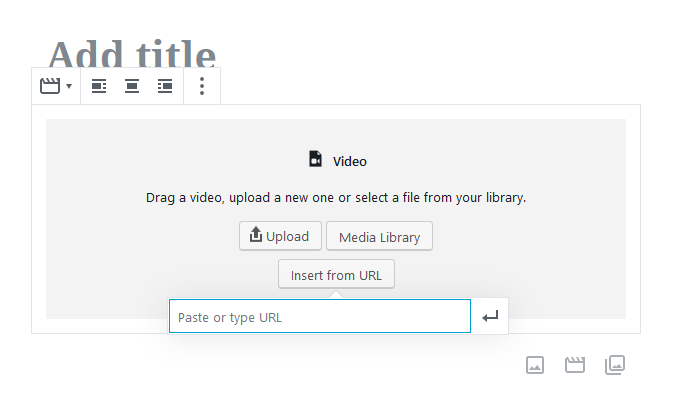 Add title
Video
Drag a video, upload a new one or select a file from your library.
Upload Media Library
Insert from URL
Paste or type URL